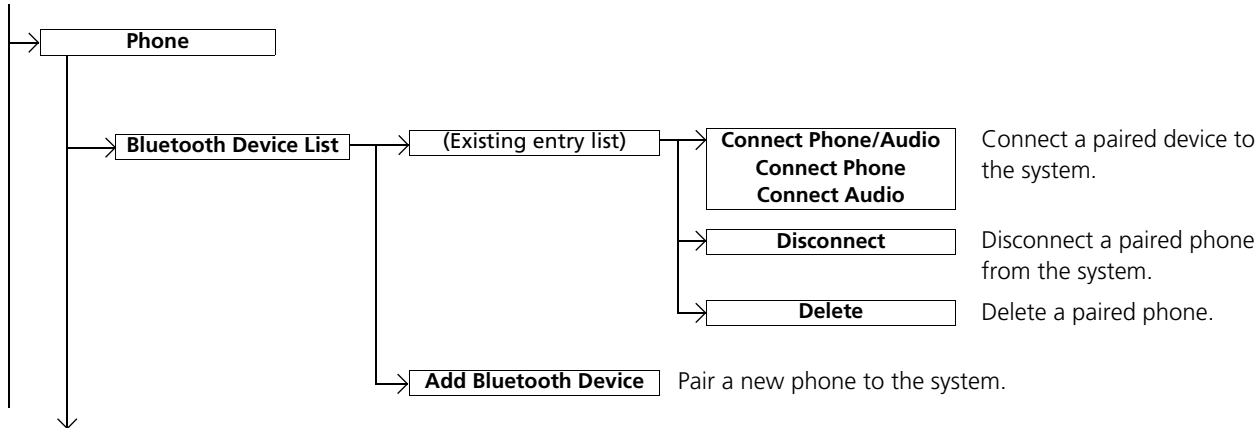 Phone
Bluetooth Device List
(Existing entry list)
Connect Phone/Audio
Connect Phone
Connect Audio
Connect a paired device to
the system.
Disconnect
Disconnect a paired phone
from the system.
Delete
Delete a paired phone.
Add Bluetooth Device
Pair a new phone to the system.